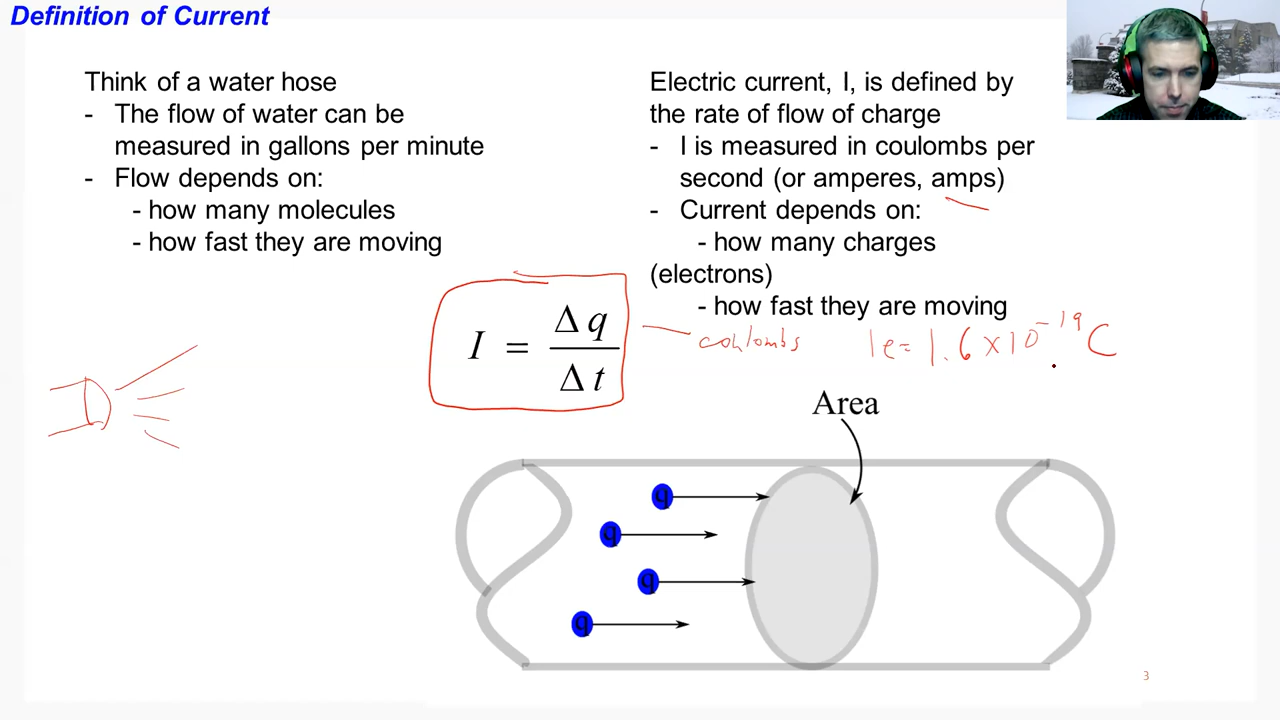 Definition of Current
Think of a water hose
- The flow of water can be
measured in gallons per minute
- Flow depends on:
- how many molecules
- how fast they are moving
Electric current, I, is defined by
the rate of flow of charge
- I is measured in coulombs per
second (or amperes, amps)
- Current depends on:
- how many charges
(electrons)
- how fast they are moving
I = Δq / Δt
coulombs
1e = 1.6 × 10⁻¹⁹ C
Area
q
q
q
q
3